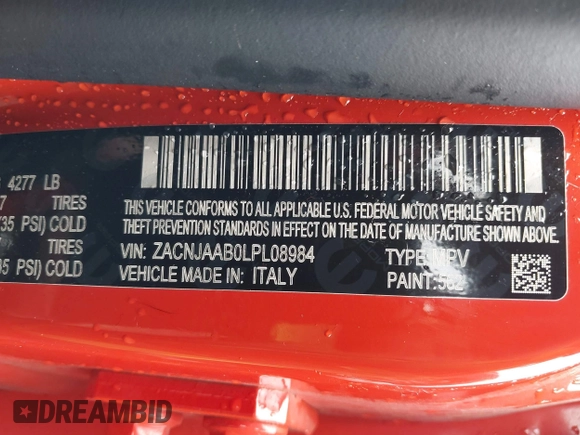 4277 LB
TIRES
PSI) COLD
TIRES
PSI) COLD
THIS VEHICLE CONFORMS TO ALL APPLICABLE U.S. FEDERAL MOTOR VEHICLE SAFETY, AND
THEFT PREVENTION STANDARDS IN EFFECT ON THE DATE OF MANUFACTURE SHOWN ABOVE.
VIN: ZACNJAAB0LPL08984 TYPE: MPV
VEHICLE MADE IN: ITALY PAINT:
DREAMBID